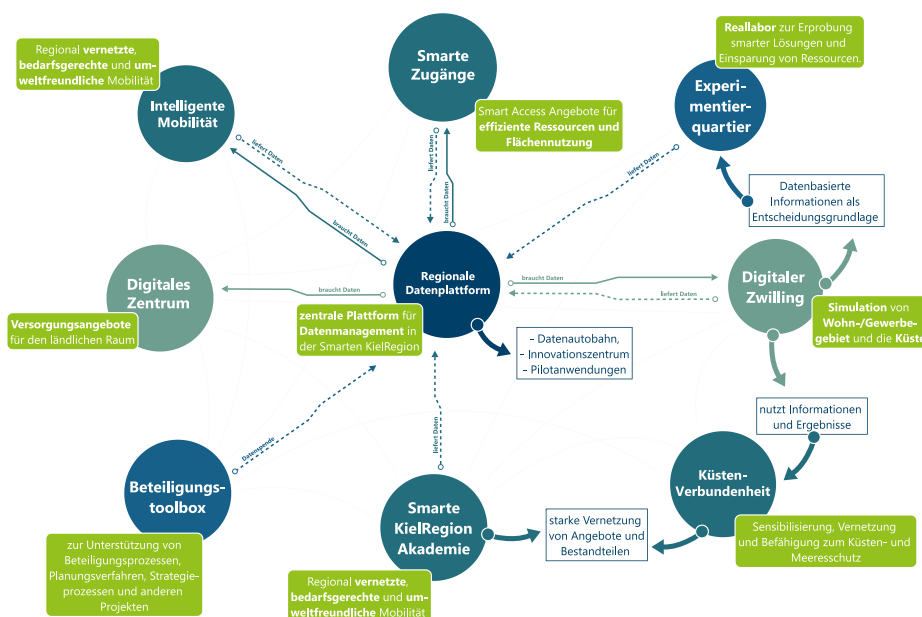 Regional vernetzte,
bedarfsgerechte und um-
weltfreundliche Mobilität
Intelligente
Mobilität
Smarte
Zugänge
Smart Access Angebote für
effiziente Ressourcen und
Flächennutzung
Reallabor zur Erprobung
smarter Lösungen und
Einsparung von Ressourcen.
Experi-
mentier-
quartier
liefert Daten
braucht Daten
liefert Daten
braucht Daten
liefert Daten
Datenbasierte
Informationen als
Entscheidungsgrundlage
Digitales
Zentrum
Versorgungsangebote
für den ländlichen Raum
braucht Daten
Regionale
Datenplattform
zentrale Plattform für
Datenmanagement in
der Smarten KielRegion
braucht Daten
liefert Daten
Digitaler
Zwilling
Simulation von
Wohn-/Gewerbe-
gebiet und die Küste
- Datenautobahn,
- Innovationszentrum
- Pilotanwendungen
nutzt Informationen
und Ergebnisse
Datenspende
liefert Daten
Beteiligungs-
toolbox
zur Unterstützung von
Beteiligungsprozessen,
Planungsverfahren, Strategie-
prozessen und anderen
Projekten
Smarte
KielRegion
Akademie
Regional vernetzte,
bedarfsgerechte und um-
weltfreundliche Mobilität
starke Vernetzung
von Angebote und
Bestandteilen
Küsten-
Verbundenheit
Sensibilisierung, Vernetzung
und Befähigung zum Küsten- und
Meeresschutz